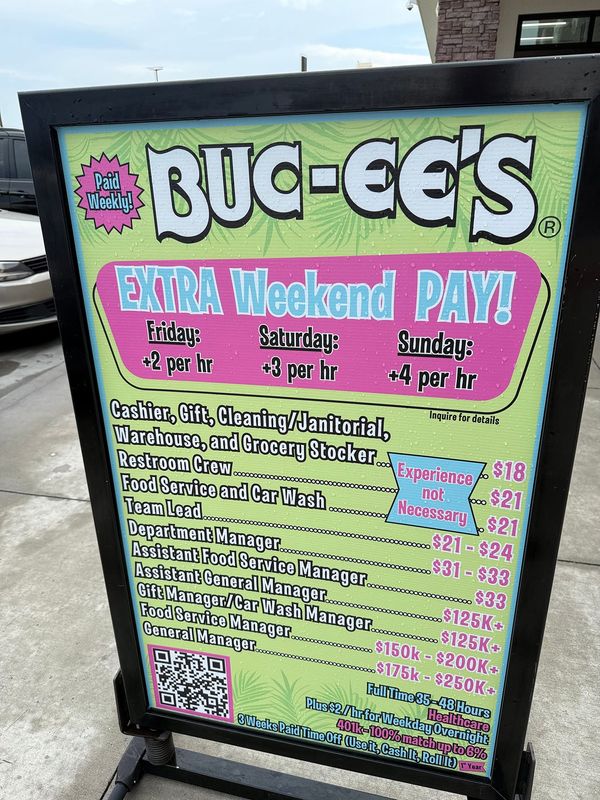 Paid
Weekly!
BUC-EE'S®
EXTRA Weekend PAY!
Friday: Saturday: Sunday:
+2 per hr +3 per hr +4 per hr
Inquire for details
Cashier, Gift, Cleaning/Janitorial,
Warehouse, and Grocery Stocker... $18
Restroom Crew... $21
Food Service and Car Wash... $21
Experience
not
Necessary
Team Lead... $21 - $24
Department Manager... $31 - $33
Assistant Food Service Manager... $33
Assistant General Manager... $125K+
Gift Manager/Car Wash Manager... $125K+
Food Service Manager... $150k - $200K+
General Manager... $175k - $250K+
Full Time 35-48 Hours
Healthcare
Plus $2 /hr for Weekday Overnight
401k-100% match up to 6%
3 Weeks Paid Time Off (Use it, Cash It, Roll It) 1st Year